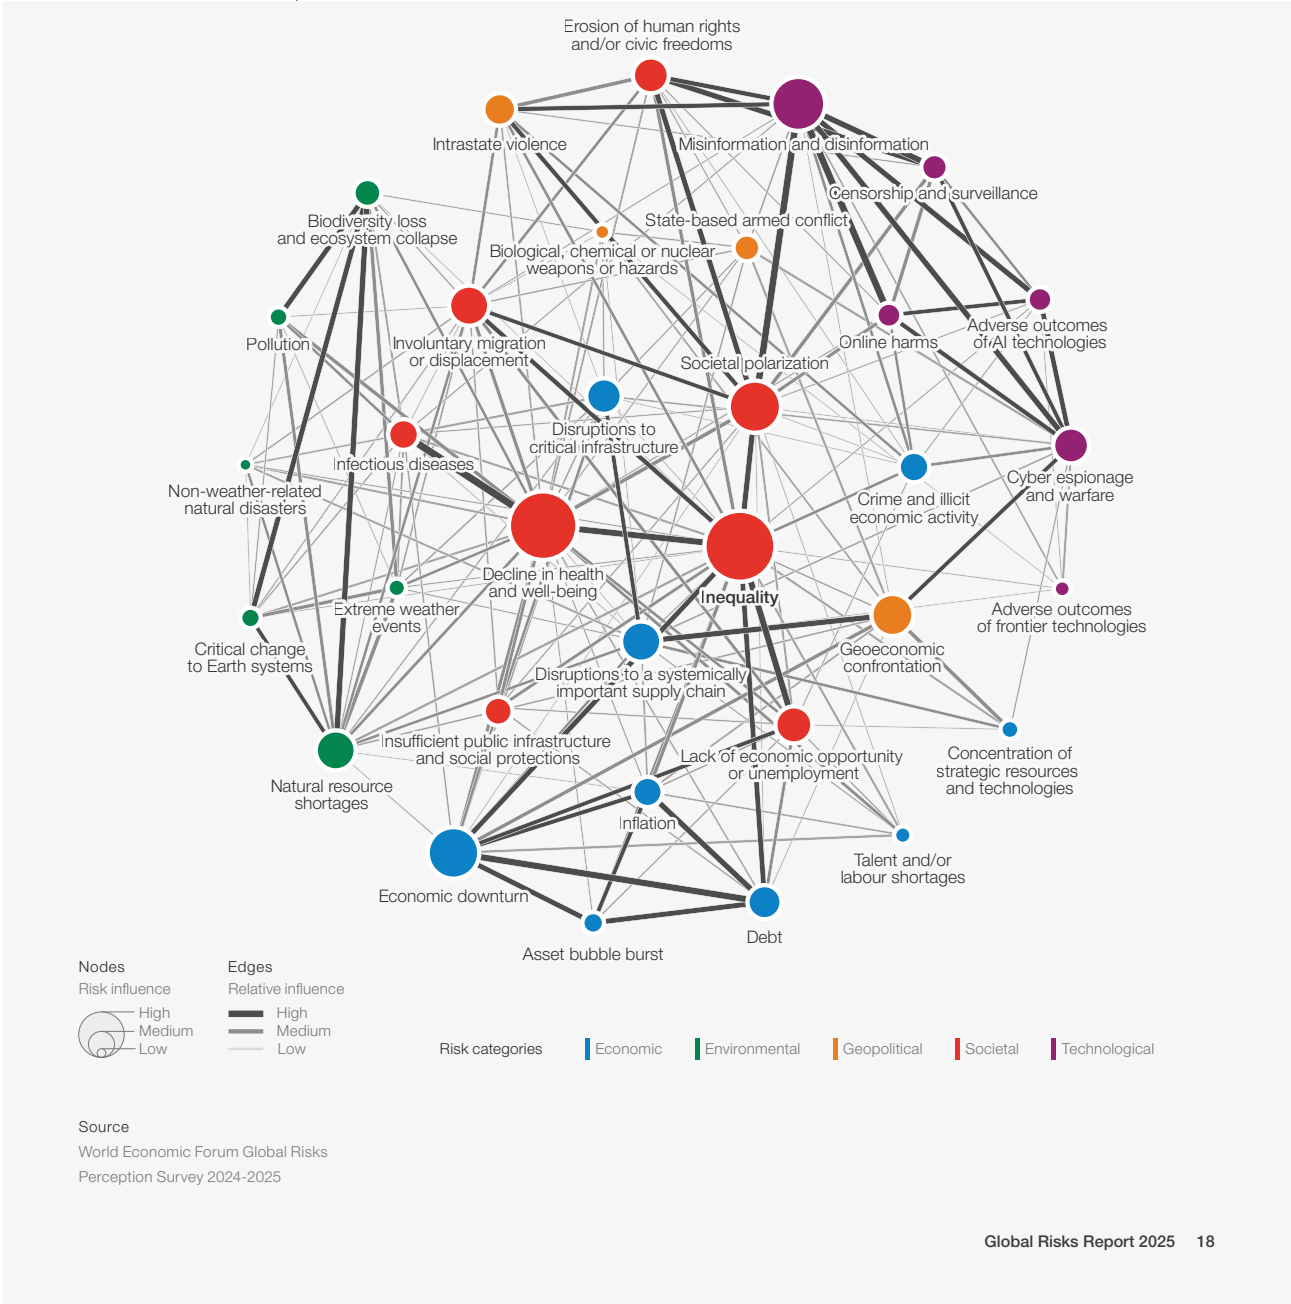 Erosion of human rights
and/or civic freedoms
Intrastate violence
Misinformation and disinformation
Censorship and surveillance
Biodiversity loss
and ecosystem collapse
State-based armed conflict
Biological, chemical or nuclear
weapons or hazards
Pollution
Involuntary migration
or displacement
Online harms
Adverse outcomes
of AI technologies
Societal polarization
Disruptions to
critical infrastructure
Infectious diseases
Non-weather-related
natural disasters
Cyber espionage
and warfare
Crime and illicit
economic activity
Decline in health
and well-being
Inequality
Extreme weather
events
Adverse outcomes
of frontier technologies
Critical change
to Earth systems
Geoeconomic
confrontation
Disruptions to a systemically
important supply chain
Insufficient public infrastructure
and social protections
Lack of economic opportunity
or unemployment
Concentration of
strategic resources
and technologies
Natural resource
shortages
Inflation
Talent and/or
labour shortages
Economic downturn
Debt
Asset bubble burst
Nodes
Risk influence
High
Medium
Low
Edges
Relative influence
High
Medium
Low
Risk categories
Economic
Environmental
Geopolitical
Societal
Technological
Source
World Economic Forum Global Risks
Perception Survey 2024-2025
Global Risks Report 2025 18